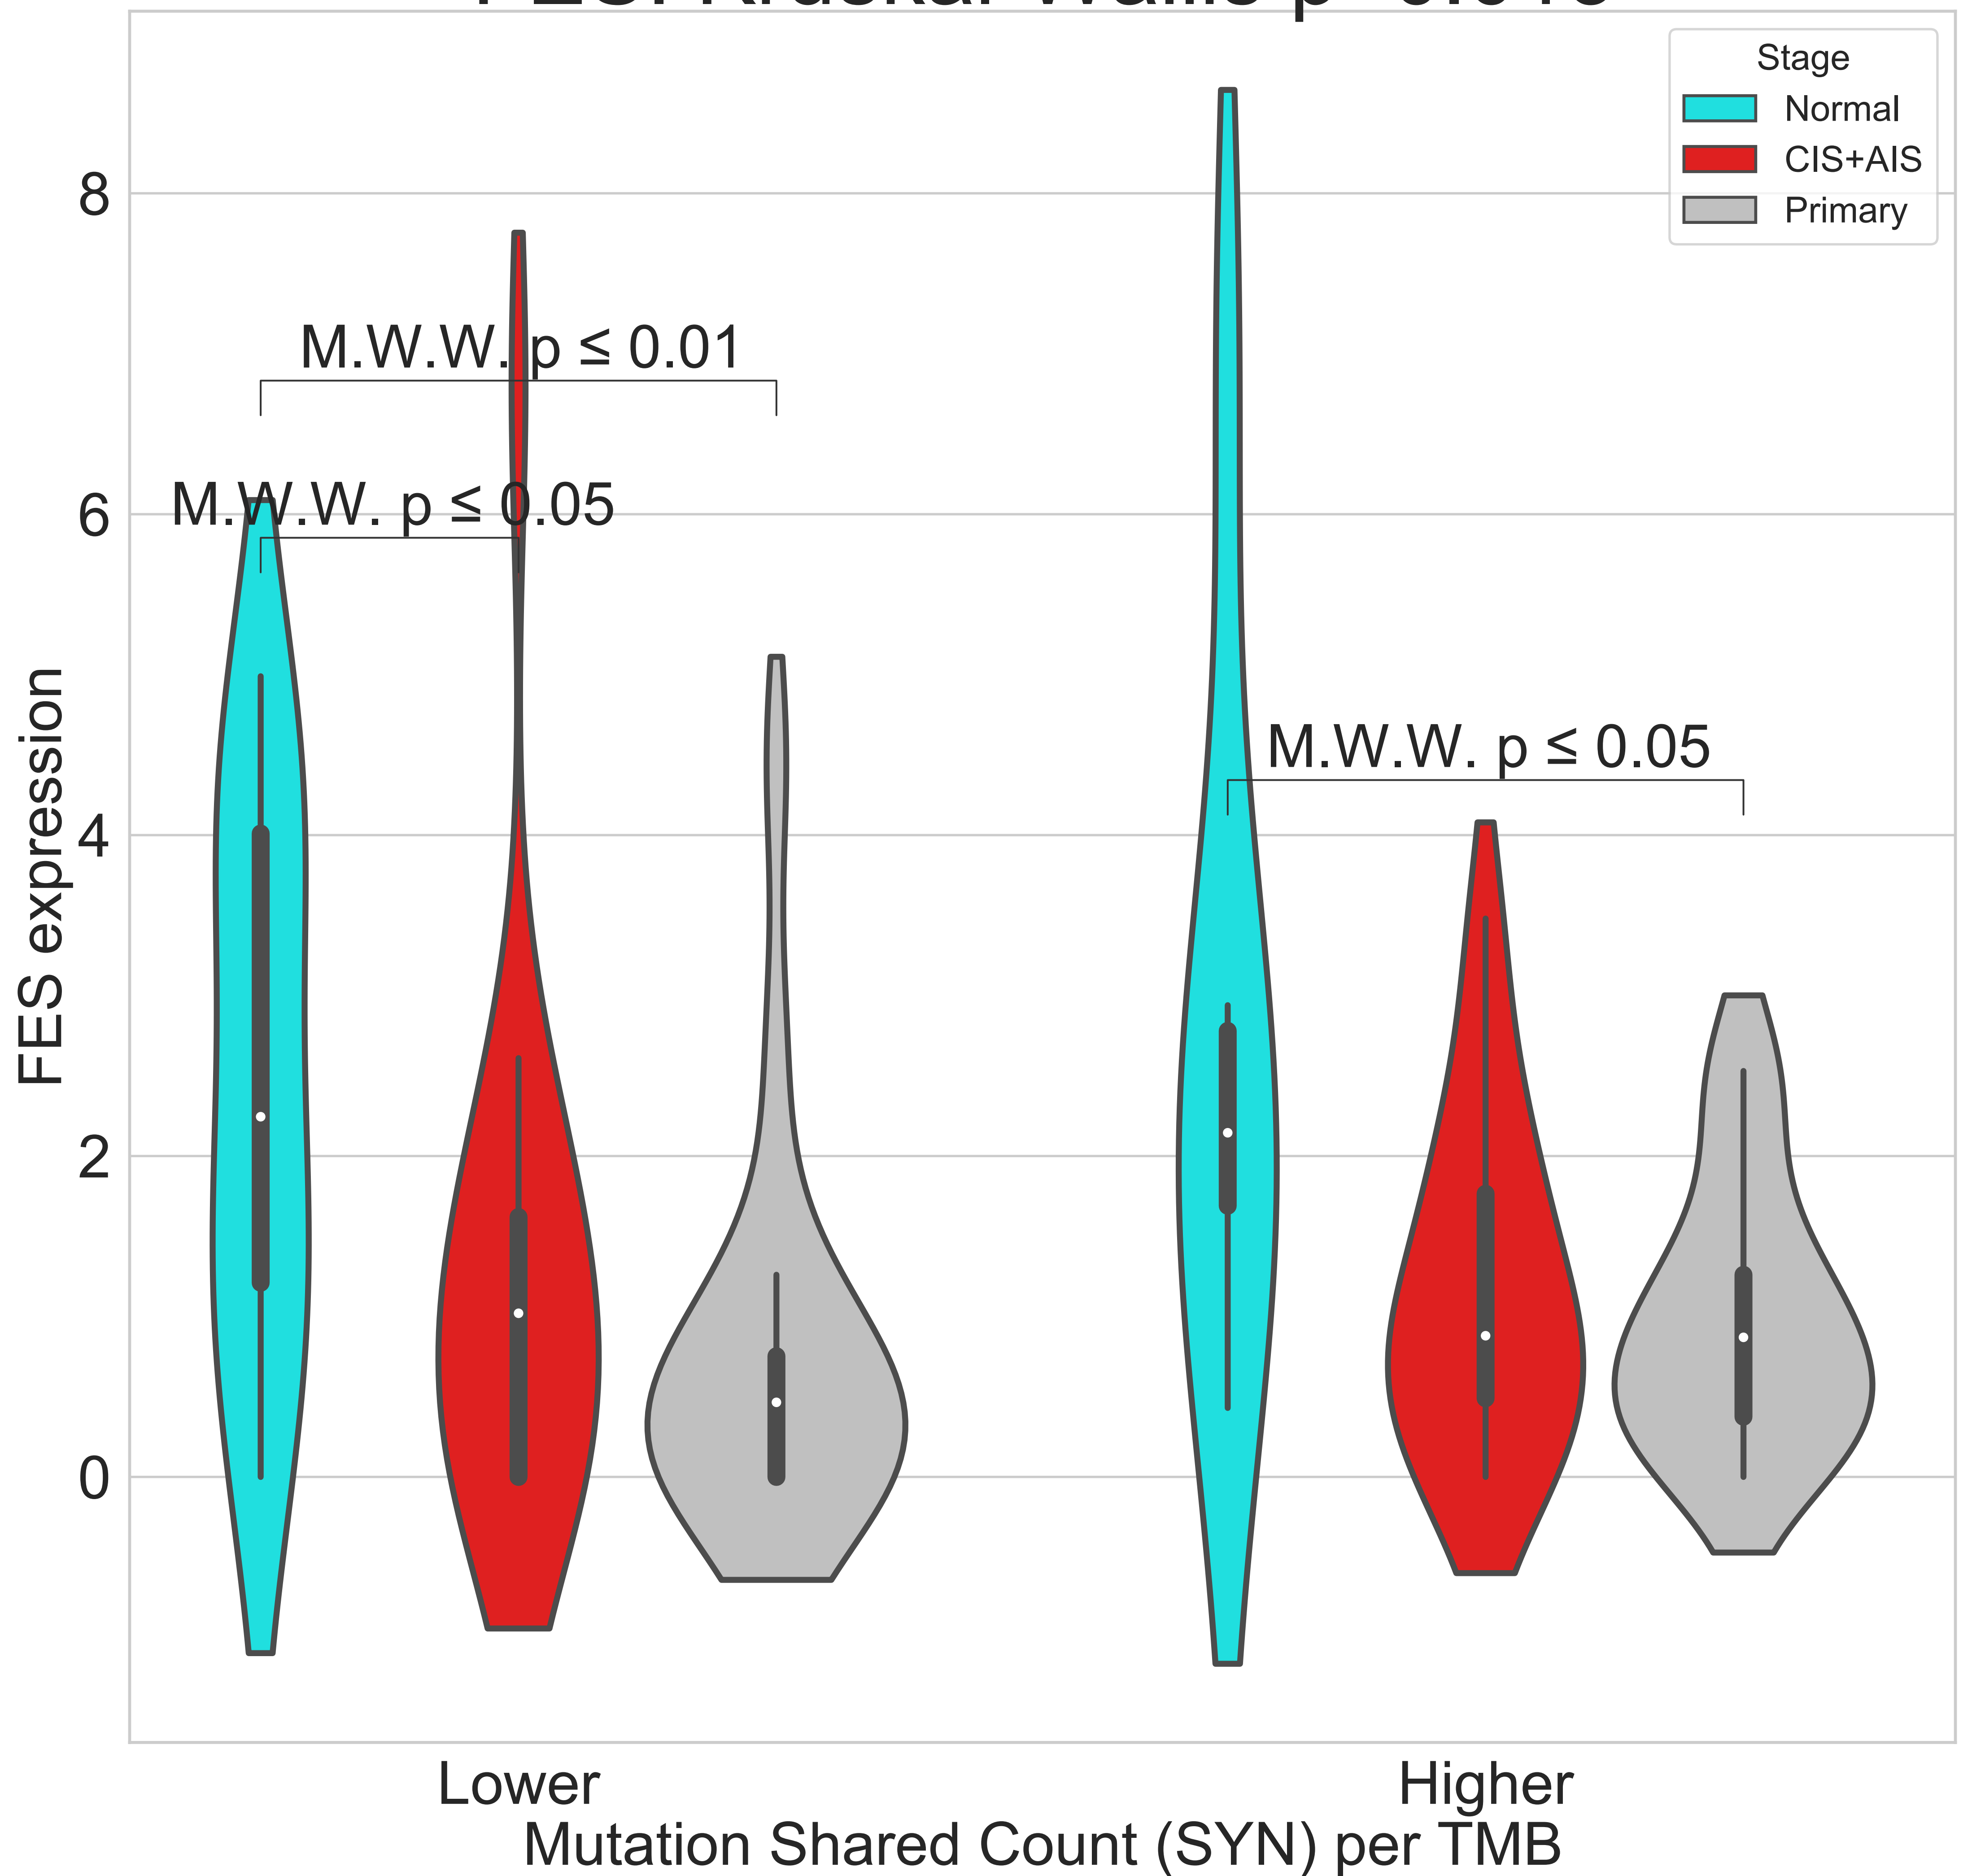 Stage
Normal
CIS+AIS
Primary
8
6
4
2
0
FES expression
M.W.W. p ≤ 0.01
M.W.W. p ≤ 0.05
M.W.W. p ≤ 0.05
Lower
Higher
Mutation Shared Count (SYN) per TMB